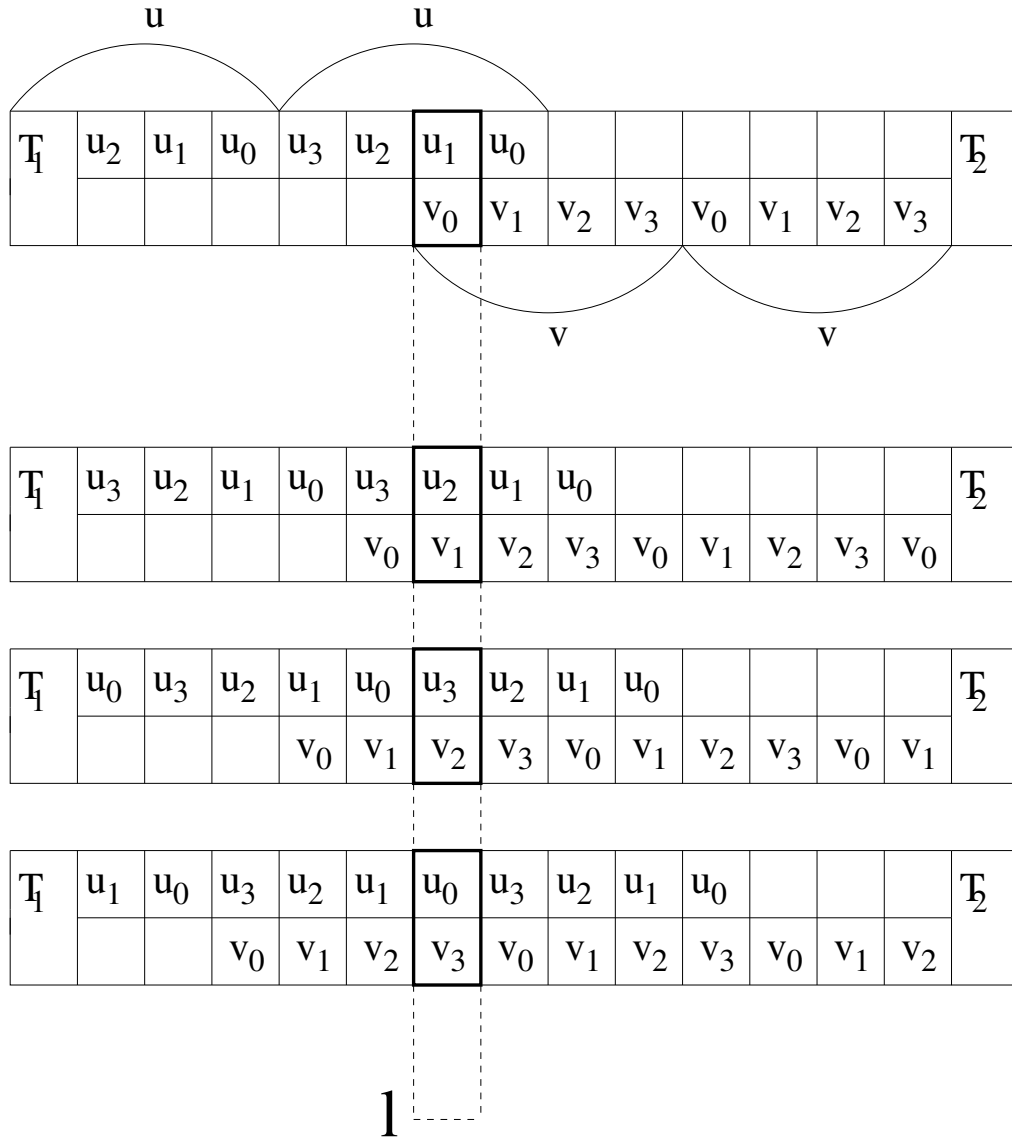 u u
T₁ u₂ u₁ u₀ u₃ u₂ u₁ u₀ T₂
v₀ v₁ v₂ v₃ v₀ v₁ v₂ v₃
v v
T₁ u₃ u₂ u₁ u₀ u₃ u₂ u₁ u₀ T₂
v₀ v₁ v₂ v₃ v₀ v₁ v₂ v₃ v₀
T₁ u₀ u₃ u₂ u₁ u₀ u₃ u₂ u₁ u₀ T₂
v₀ v₁ v₂ v₃ v₀ v₁ v₂ v₃ v₀ v₁
T₁ u₁ u₀ u₃ u₂ u₁ u₀ u₃ u₂ u₁ u₀ T₂
v₀ v₁ v₂ v₃ v₀ v₁ v₂ v₃ v₀ v₁ v₂
l